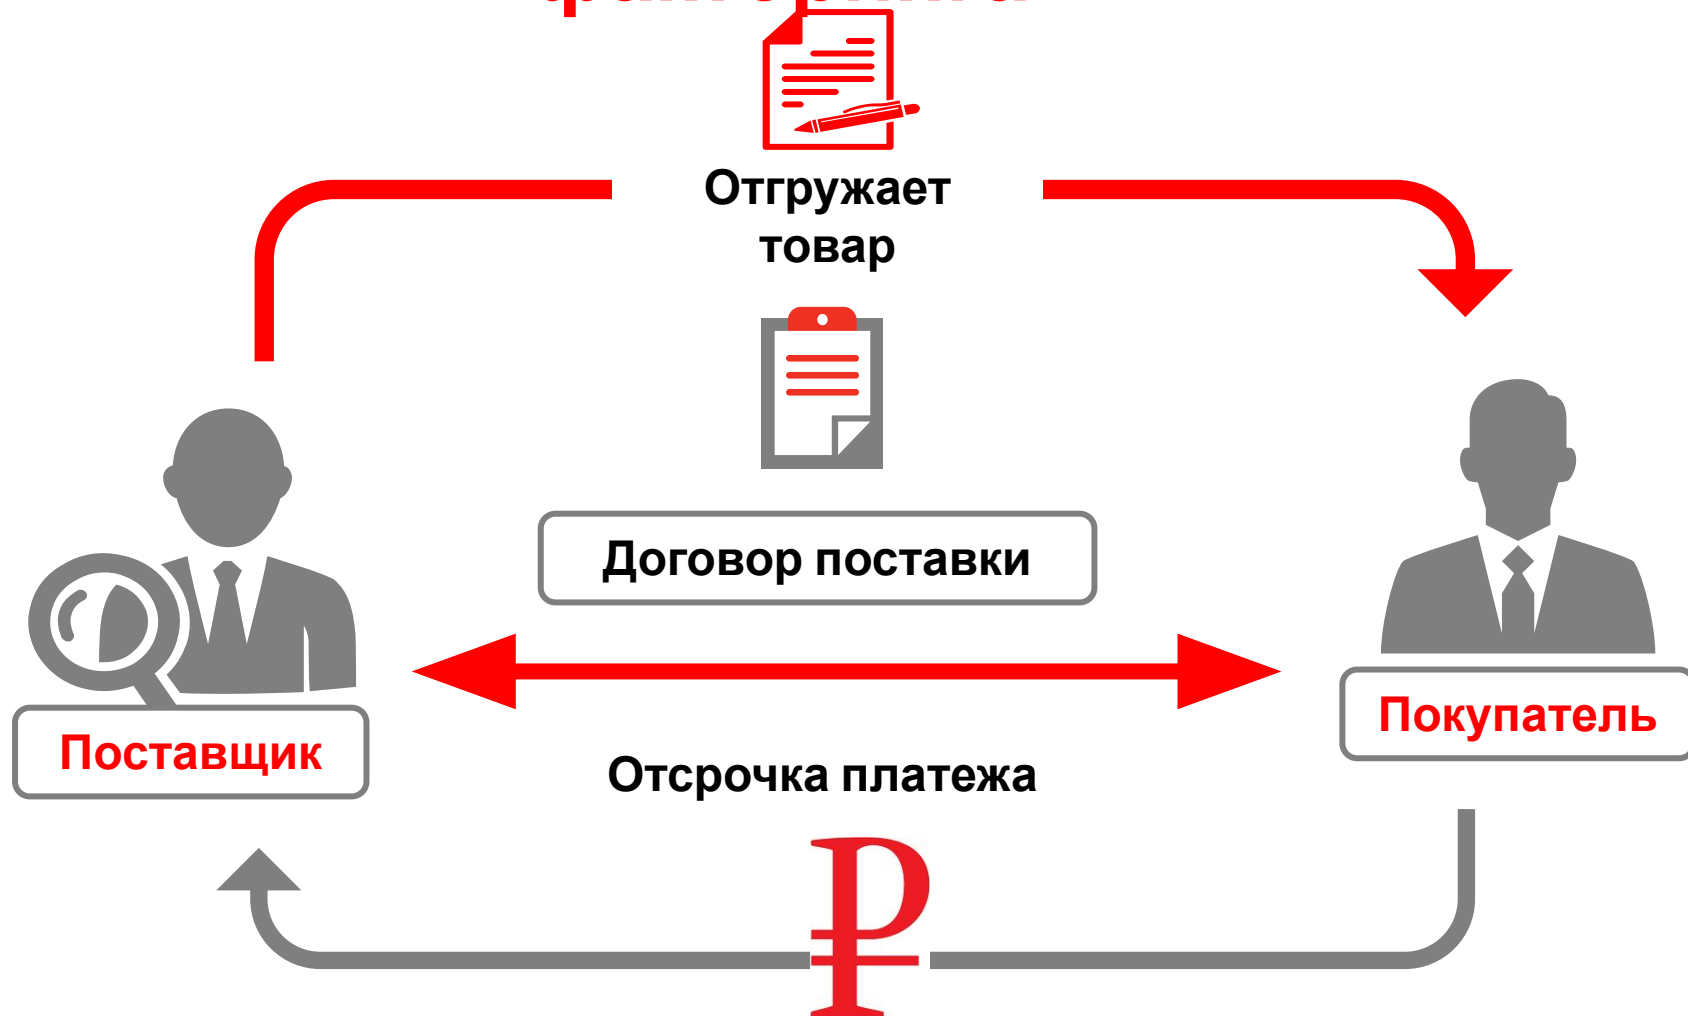 Отгружает
товар
Договор поставки
Поставщик
Покупатель
Отсрочка платежа
₽